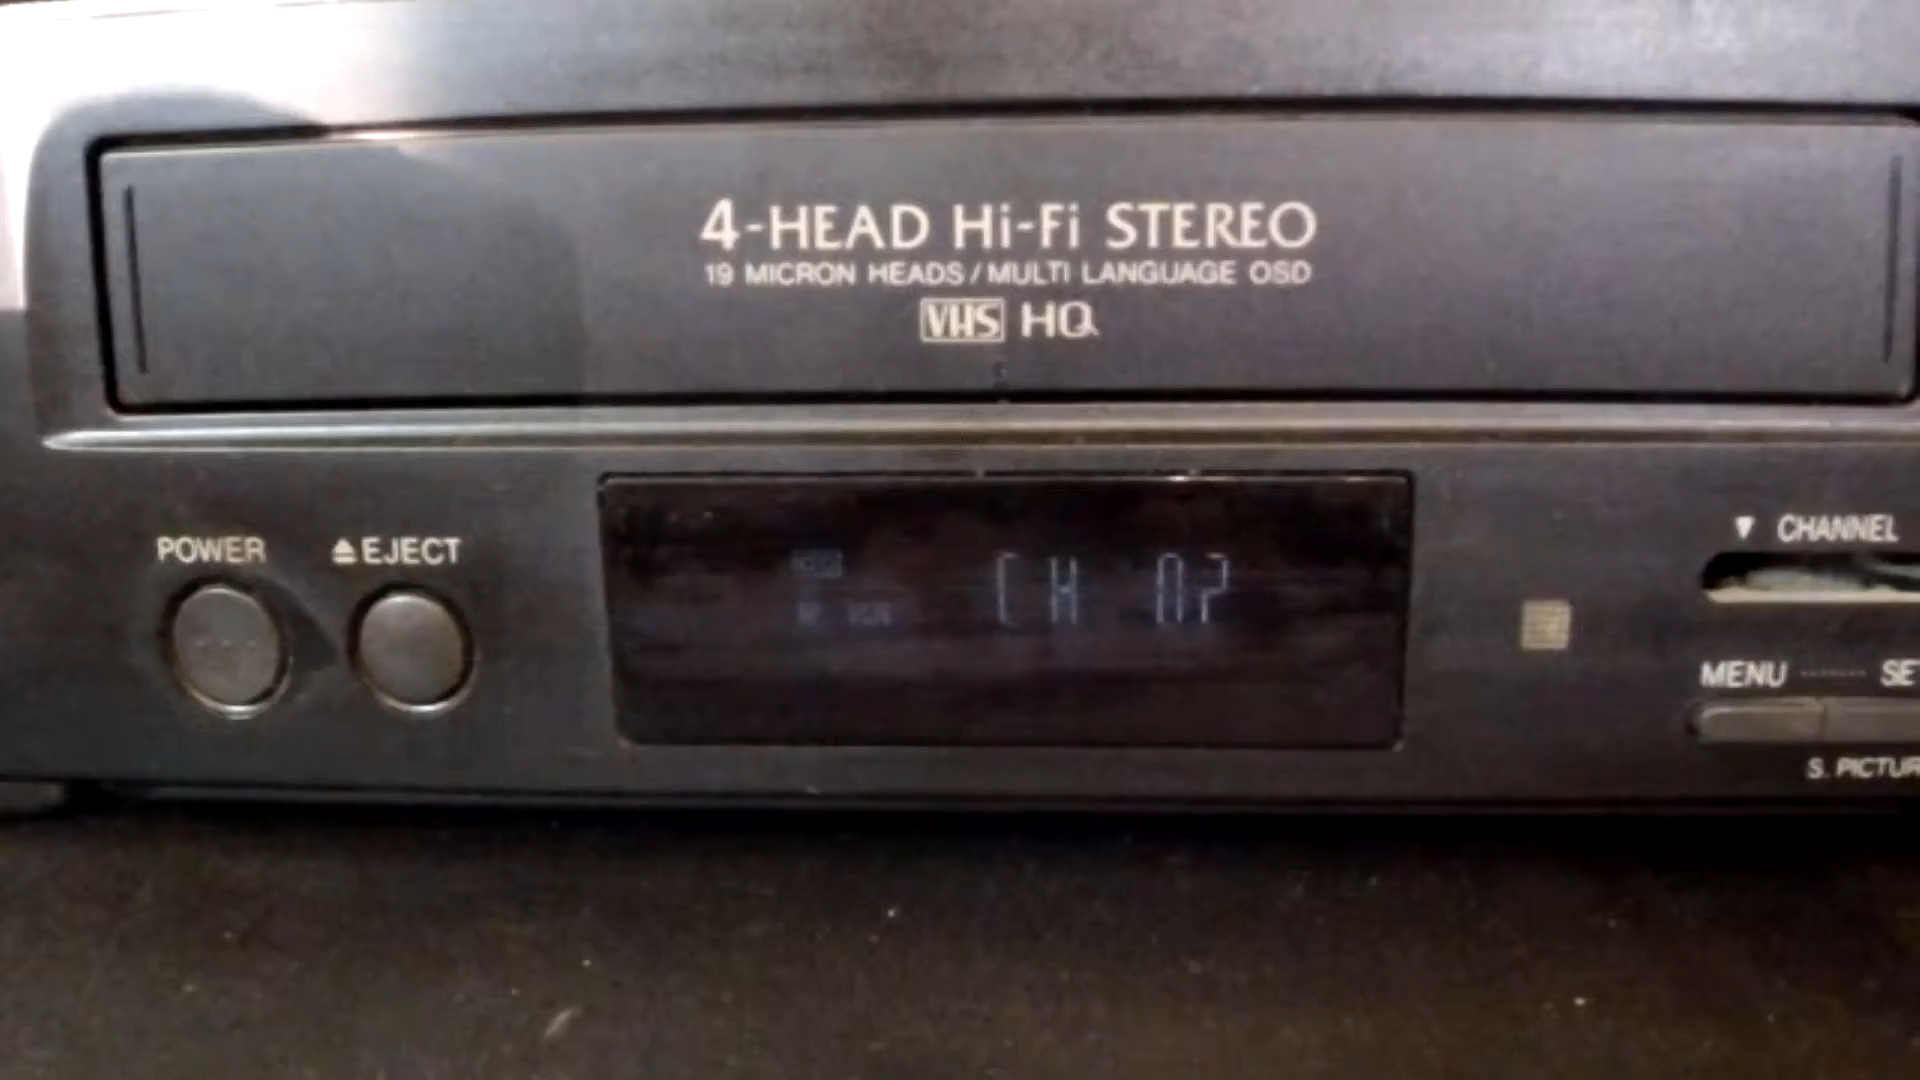 4-HEAD Hi-Fi STEREO
19 MICRON HEADS / MULTI LANGUAGE OSD
VHS HQ
POWER
EJECT
CH 02
CHANNEL
MENU
S.